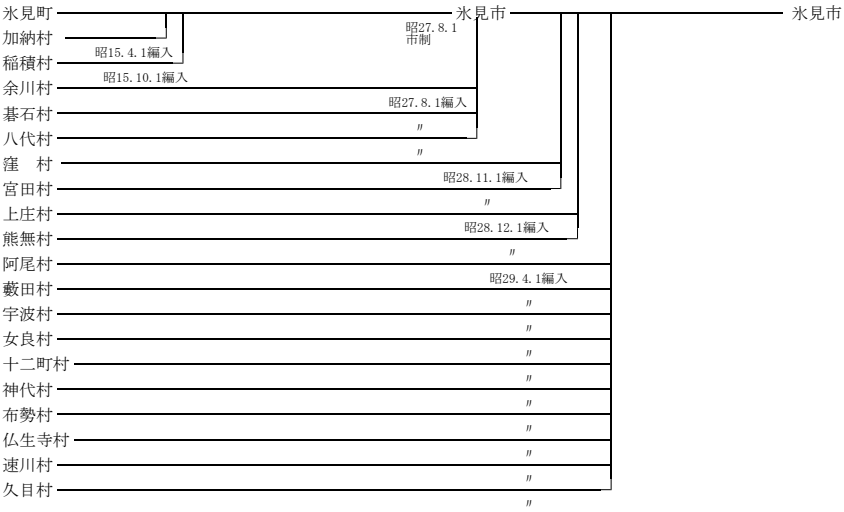 氷見町 氷見市 氷見市
昭27.8.1
市制
加納村
昭15.4.1編入
稲積村
昭15.10.1編入
余川村
昭27.8.1編入
碁石村
〃
八代村
〃
窪　村
昭28.11.1編入
宮田村
〃
上庄村
昭28.12.1編入
熊無村
〃
阿尾村
昭29.4.1編入
藪田村
〃
宇波村
〃
女良村
〃
十二町村
〃
神代村
〃
布勢村
〃
仏生寺村
〃
速川村
〃
久目村
〃